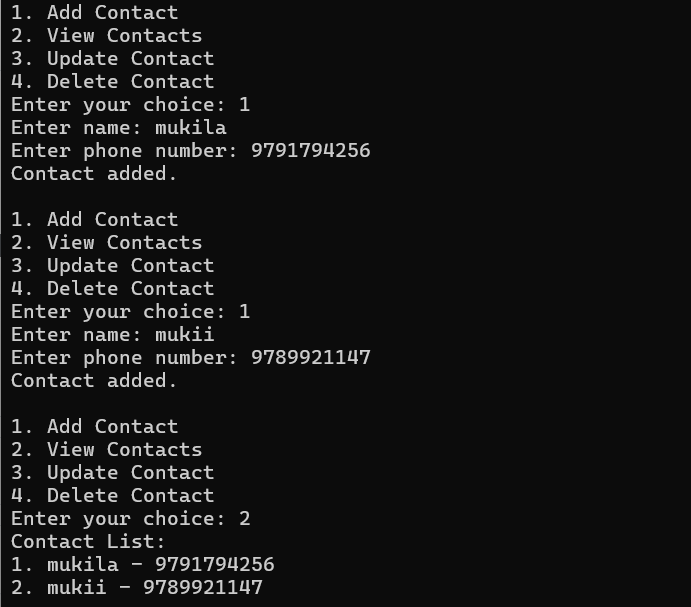 1. Add Contact
2. View Contacts
3. Update Contact
4. Delete Contact
Enter your choice: 1
Enter name: mukila
Enter phone number: 9791794256
Contact added.
1. Add Contact
2. View Contacts
3. Update Contact
4. Delete Contact
Enter your choice: 1
Enter name: mukii
Enter phone number: 9789921147
Contact added.
1. Add Contact
2. View Contacts
3. Update Contact
4. Delete Contact
Enter your choice: 2
Contact List:
1. mukila - 9791794256
2. mukii - 9789921147